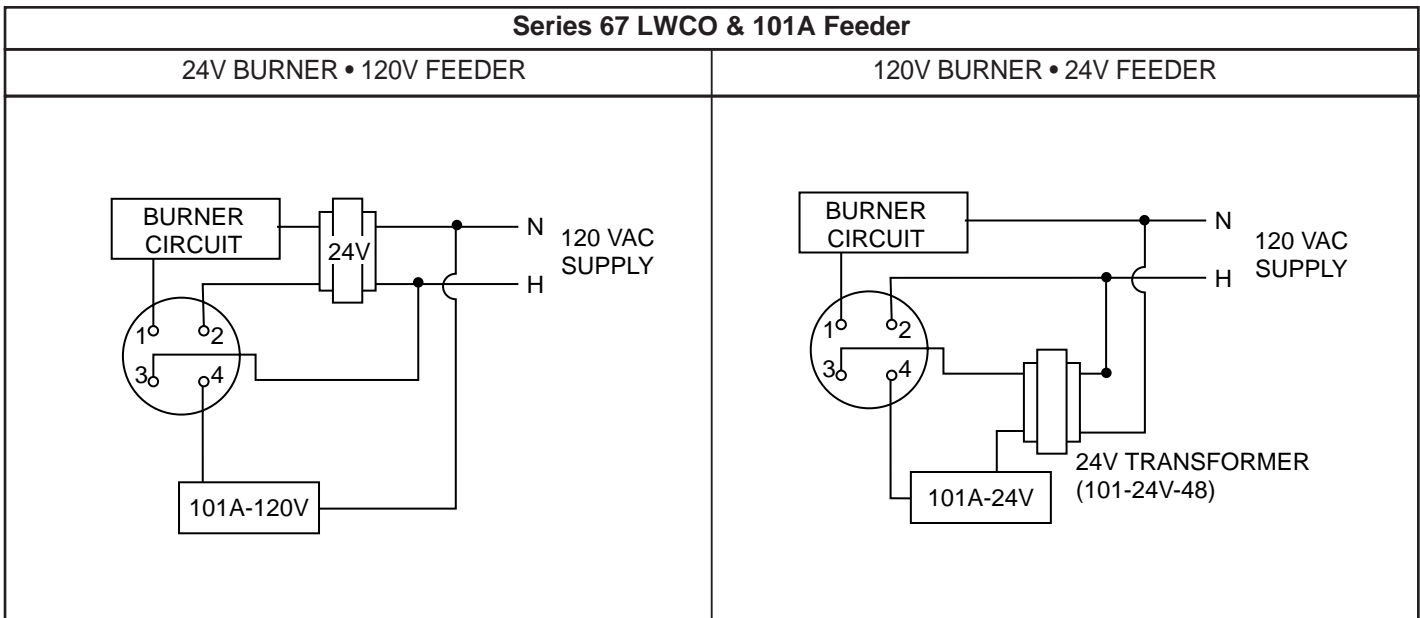 Series 67 LWCO & 101A Feeder
24V BURNER • 120V FEEDER
BURNER
CIRCUIT
24V
N
120 VAC
SUPPLY
H
1
2
3
4
101A-120V
120V BURNER • 24V FEEDER
BURNER
CIRCUIT
N
120 VAC
SUPPLY
H
1
2
3
4
24V TRANSFORMER
(101-24V-48)
101A-24V